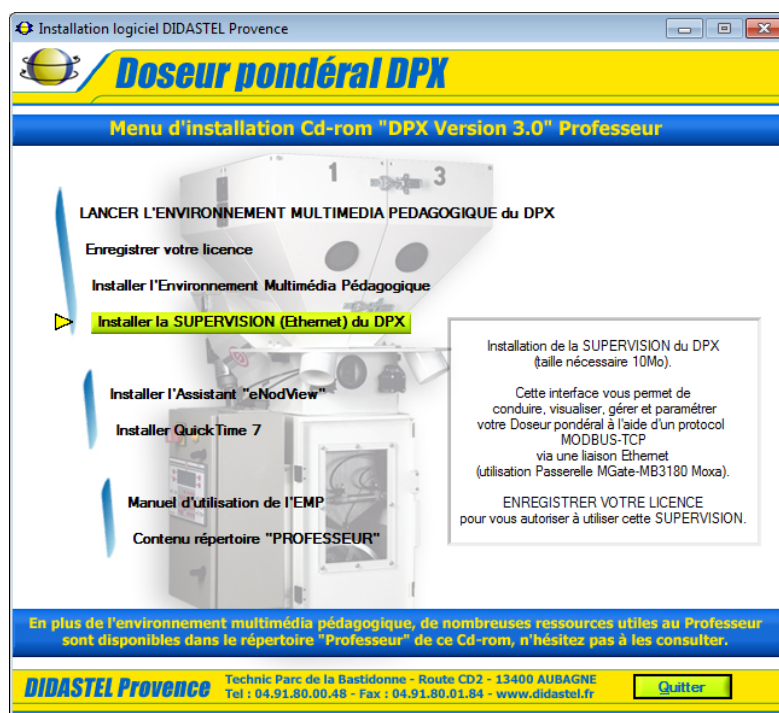 Installation logiciel DIDASTEL Provence
Doseur pondéral DPX
Menu d'installation Cd-rom "DPX Version 3.0" Professeur
1
3
LANCER L'ENVIRONNEMENT MULTIMEDIA PEDAGOGIQUE du DPX
Enregistrer votre licence
Installer l'Environnement Multimédia Pédagogique
Installer la SUPERVISION (Ethernet) du DPX
Installation de la SUPERVISION du DPX
(taille nécessaire 10Mo).
Cette interface vous permet de
conduire, visualiser, gérer et paramétrer
votre Doseur pondéral à l'aide d'un protocol
MODBUS-TCP
via une liaison Ethernet
(utilisation Passerelle MGate-MB3180 Moxa).
ENREGISTRER VOTRE LICENCE
pour vous autoriser à utiliser cette SUPERVISION.
Installer l'Assistant "eNodView"
Installer QuickTime 7
Manuel d'utilisation de l'EMP
Contenu répertoire "PROFESSEUR"
En plus de l'environnement multimédia pédagogique, de nombreuses ressources utiles au Professeur
sont disponibles dans le répertoire "Professeur" de ce Cd-rom, n'hésitez pas à les consulter.
DIDASTEL Provence
Technic Parc de la Bastidonne - Route CD2 - 13400 AUBAGNE
Tel : 04.91.80.00.48 - Fax : 04.91.80.01.84 - www.didastel.fr
Quitter